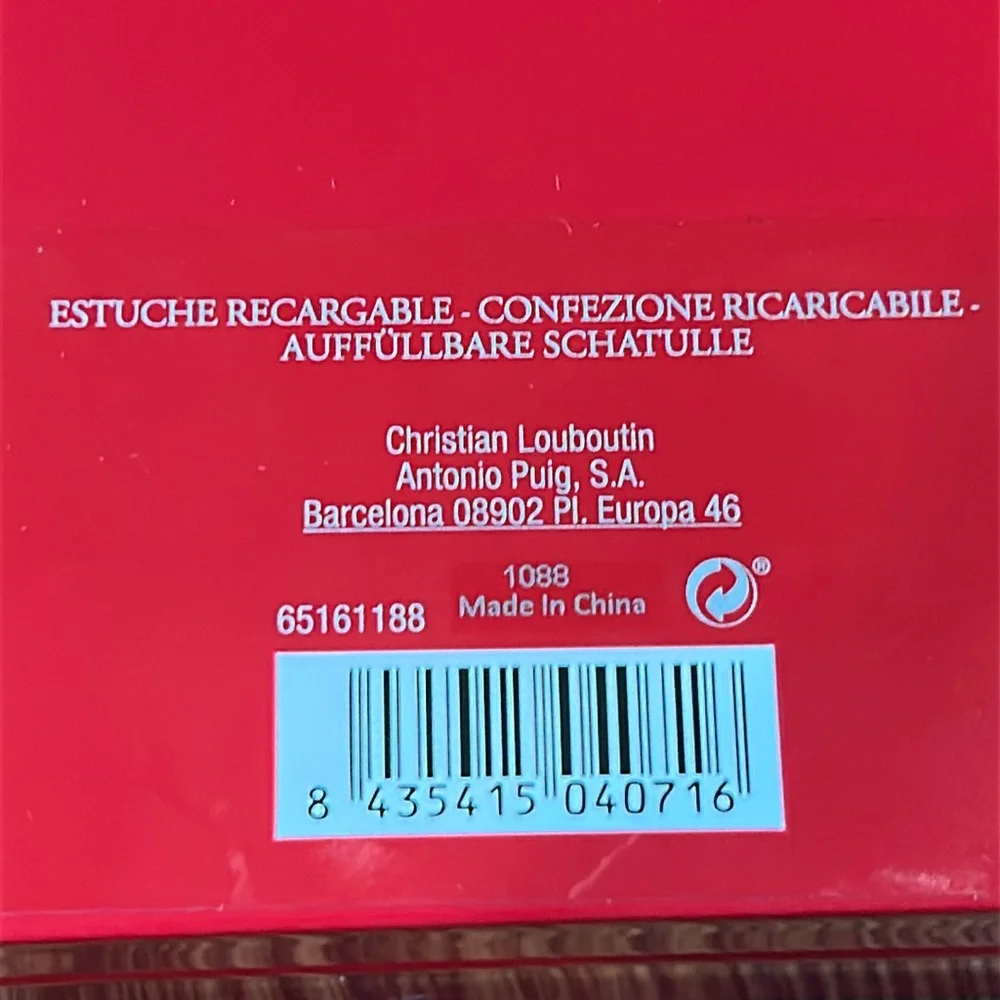 ESTUCHE RECARGABLE - CONFEZIONE RICARICABILE -
AUFFÜLLBARE SCHATULLE
Christian Louboutin
Antonio Puig, S.A.
Barcelona 08902 Pl. Europa 46
1088
Made In China
®
65161188
8 435415 040716